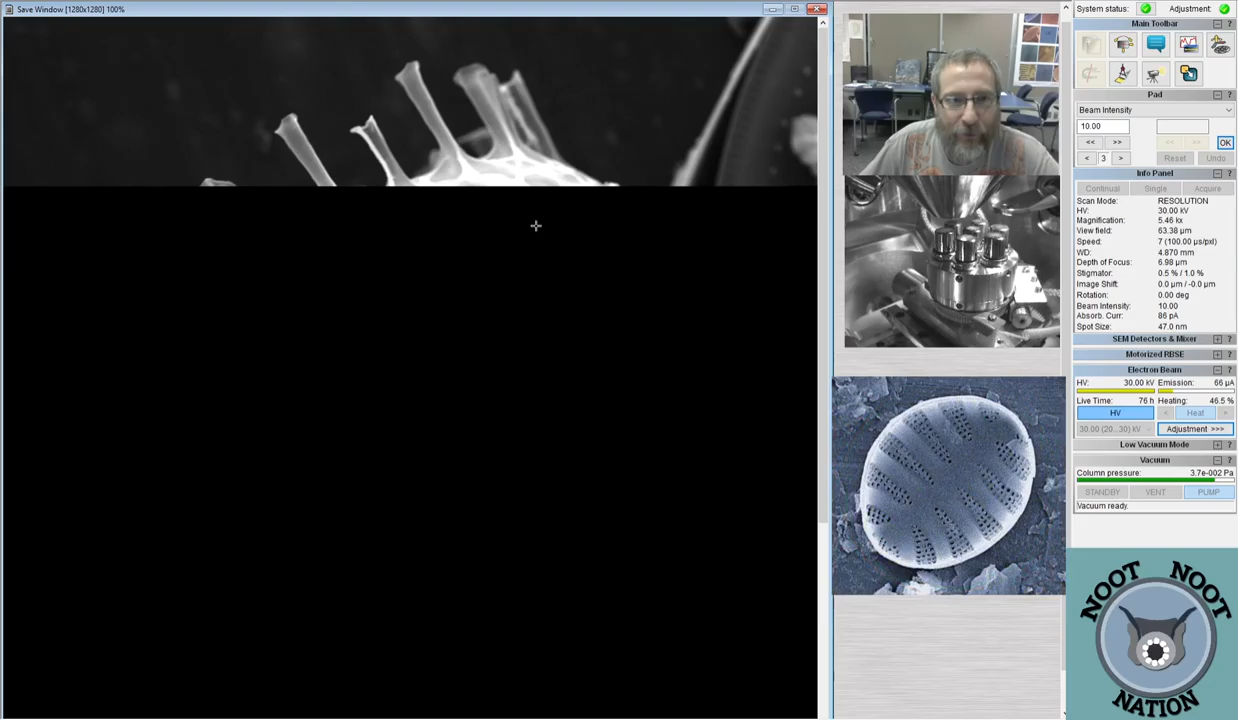 Save Window [1280x1280] 100%
System status:
Adjustment:
Main Toolbar
?
Pad
?
Beam Intensity
10.00
<< >>
<< >>
OK
< 3 >
Reset
Undo
Info Panel
?
Continual
Single
Acquire
Scan Mode: RESOLUTION
HV: 30.00 kV
Magnification: 5.46 kx
View field: 63.38 µm
Speed: 7 (100.00 µs/pxl)
WD: 4.870 mm
Depth of Focus: 6.98 µm
Stigmator: 0.5 % / 1.0 %
Image Shift: 0.0 µm / -0.0 µm
Rotation: 0.00 deg
Beam Intensity: 10.00
Absorb. Curr: 86 pA
Spot Size: 47.0 nm
SEM Detectors & Mixer
?
Motorized RBSE
?
Electron Beam
?
HV: 30.00 kV Emission: 66 µA
Live Time: 76 h Heating: 46.5 %
HV
<
Heat
>
30.00 (20...30) kV
Adjustment >>>
Low Vacuum Mode
?
Vacuum
?
Column pressure: 3.7e-002 Pa
STANDBY
VENT
PUMP
Vacuum ready.
NOOT NOOT
NATION